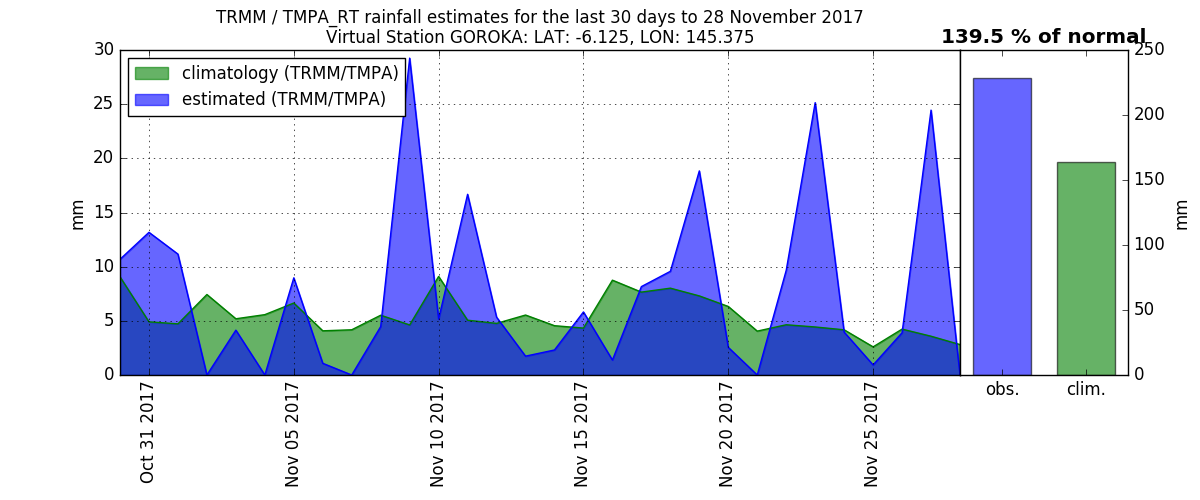 TRMM / TMPA_RT rainfall estimates for the last 30 days to 28 November 2017
Virtual Station GOROKA: LAT: -6.125, LON: 145.375
139.5 % of normal
climatology (TRMM/TMPA)
estimated (TRMM/TMPA)
30
25
20
15
10
5
0
mm
250
200
150
100
50
0
mm
Oct 31 2017
Nov 05 2017
Nov 10 2017
Nov 15 2017
Nov 20 2017
Nov 25 2017
obs.
clim.